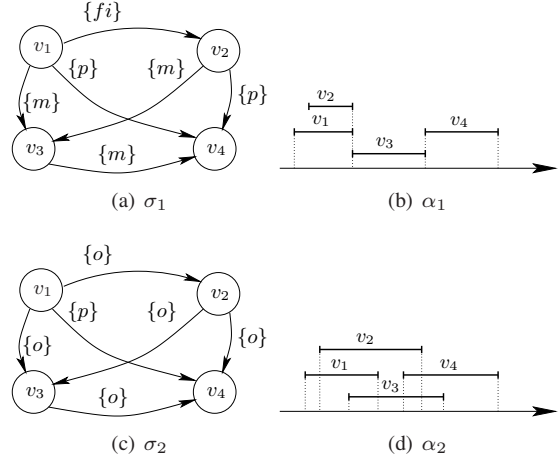 {fi}
v1 v2
{p} {m}
{m} {p}
v3 {m} v4
(a) σ1
v2
v1 v4
v3
(b) α1
{o}
v1 v2
{p} {o}
{o} {o}
v3 {o} v4
(c) σ2
v2
v1 v4
v3
(d) α2